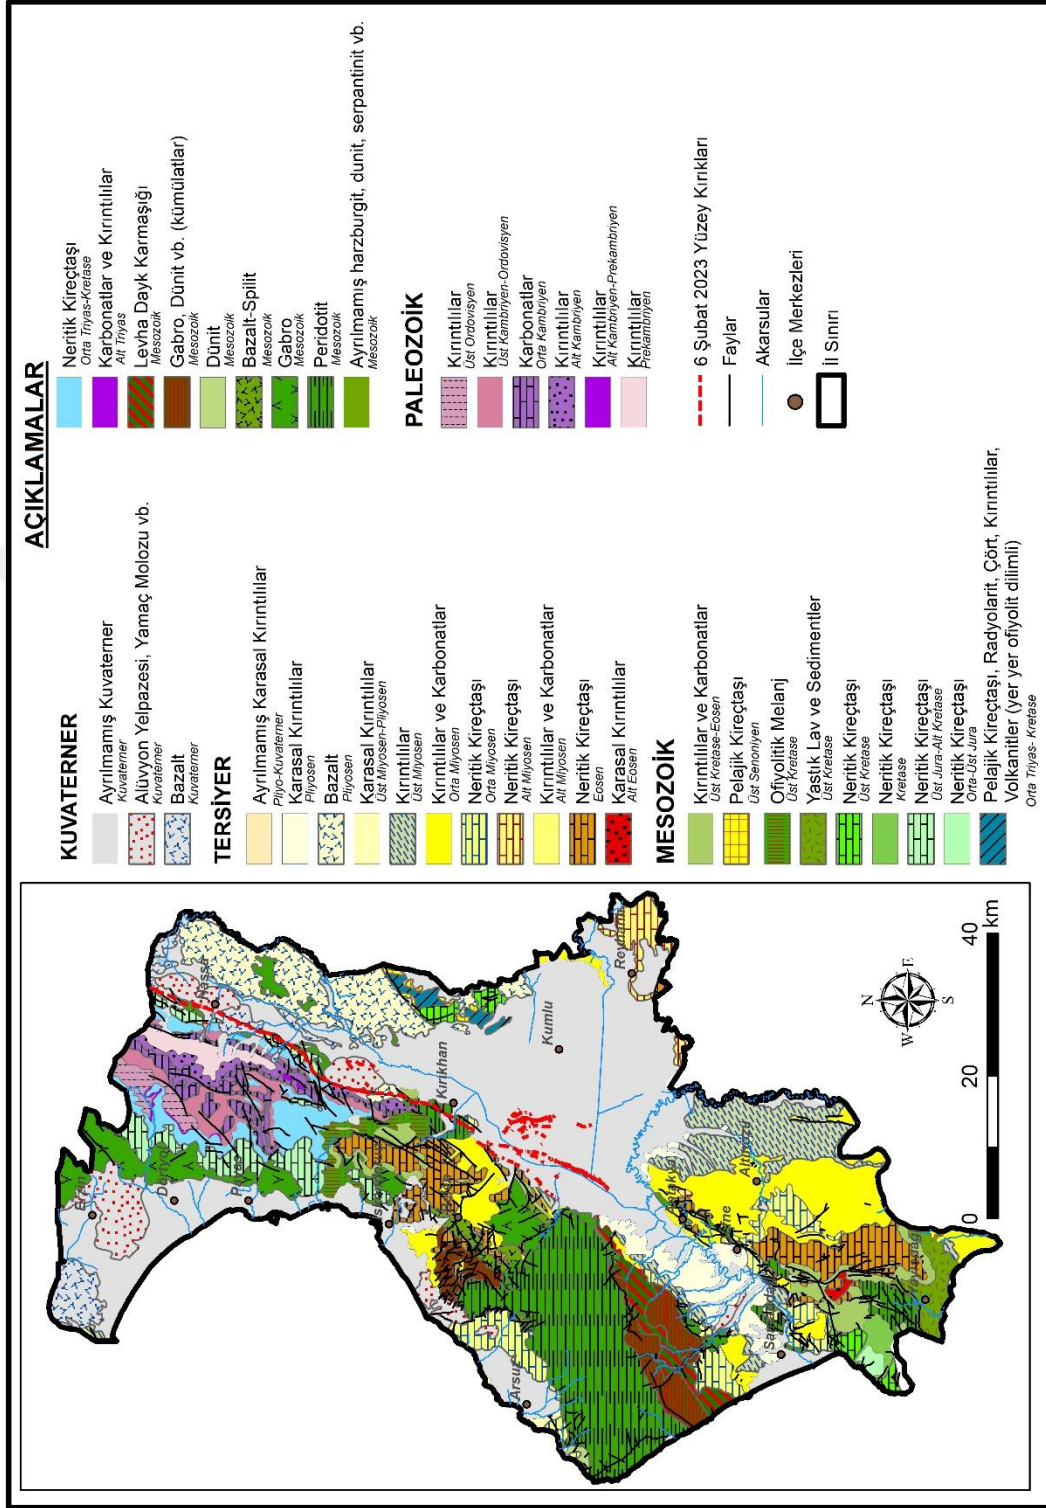 AÇIKLAMALAR
KUVATERNER
Ayrılmamış Kuvaterner
Kuvaterner
Alüvyon Yelpazesi, Yamaç Molozu vb.
Kuvaterner
Bazalt
Kuvaterner
TERSİYER
Ayrılmamış Karasal Kırıntılılar
Pliyo-Kuvaterner
Karasal Kırıntılılar
Pliyosen
Bazalt
Pliyosen
Karasal Kırıntılılar
Üst Miyosen-Pliyosen
Kırıntılılar
Üst Miyosen
Kırıntılılar ve Karbonatlar
Orta Miyosen
Neritik Kireçtaşı
Orta Miyosen
Neritik Kireçtaşı
Alt Miyosen
Kırıntılılar ve Karbonatlar
Alt Miyosen
Neritik Kireçtaşı
Eosen
Karasal Kırıntılılar
Alt Eosen
MESOZOİK
Kırıntılılar ve Karbonatlar
Üst Kretase-Eosen
Pelajik Kireçtaşı
Üst Senoniyen
Ofiyolitik Melanj
Üst Kretase
Yastık Lav ve Sedimentler
Üst Kretase
Neritik Kireçtaşı
Üst Kretase
Neritik Kireçtaşı
Kretase
Neritik Kireçtaşı
Üst Jura-Alt Kretase
Neritik Kireçtaşı
Orta-Üst Jura
Pelajik Kireçtaşı, Radyolarit, Çört, Kırıntılılar,
Volkanitler (yer yer ofiyolit dilimli)
Orta Triyas- Kretase
Neritik Kireçtaşı
Orta Triyas-Kretase
Karbonatlar ve Kırıntılılar
Alt Triyas
Levha Dayk Karmaşığı
Mesozoik
Gabro, Dünit vb. (kümülatlar)
Mesozoik
Dünit
Mesozoik
Bazalt-Spilit
Mesozoik
Gabro
Mesozoik
Peridotit
Mesozoik
Ayrılmamış harzburgit, dunit, serpantinit vb.
Mesozoik
PALEOZOİK
Kırıntılılar
Üst Ordovisyen
Kırıntılılar
Üst Kambriyen-Ordovisyen
Karbonatlar
Orta Kambriyen
Kırıntılılar
Alt Kambriyen
Kırıntılılar
Alt Kambriyen-Prekambriyen
Kırıntılılar
Prekambriyen
6 Şubat 2023 Yüzey Kırıkları
Faylar
Akarsular
İlçe Merkezleri
İl Sınırı
Erzin
Dörtyol
Payas
Hassa
Kırıkhan
Kumlu
Arsuz
Altınözü
N
E
S
W
0
20
40
km